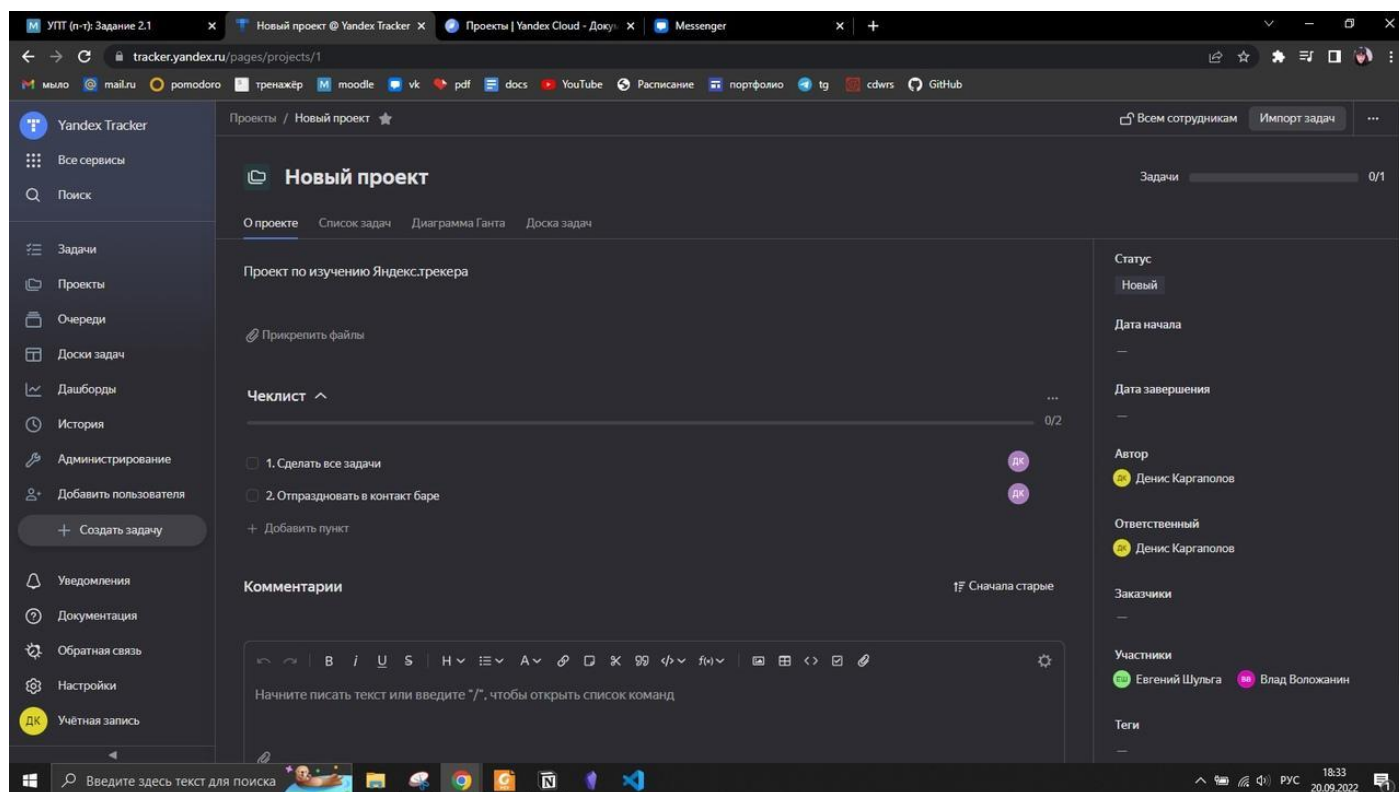 УПТ (п-т): Задание 2.1
Новый проект @ Yandex Tracker
Проекты | Yandex Cloud - Доку
Messenger
tracker.yandex.ru/pages/projects/1
мыло
mail.ru
pomodoro
тренажёр
moodle
vk
pdf
docs
YouTube
Расписание
портфолио
tg
cdwrs
GitHub
Yandex Tracker
Все сервисы
Поиск
Задачи
Проекты
Очереди
Доски задач
Дашборды
История
Администрирование
Добавить пользователя
+ Создать задачу
Уведомления
Документация
Обратная связь
Настройки
ДК Учётная запись
Проекты / Новый проект
Всем сотрудникам
Импорт задач
Новый проект
Задачи 0/1
О проекте Список задач Диаграмма Ганта Доска задач
Проект по изучению Яндекс.трекера
Прикрепить файлы
Чеклист
0/2
1. Сделать все задачи ДК
2. Отпраздновать в контакт баре ДК
+ Добавить пункт
Комментарии
Сначала старые
B i U S H A f(x)
Начните писать текст или введите "/", чтобы открыть список команд
Статус
Новый
Дата начала
—
Дата завершения
—
Автор
ДК Денис Каргаполов
Ответственный
ДК Денис Каргаполов
Заказчики
—
Участники
ЕШ Евгений Шульга ВВ Влад Воложанин
Теги
—
Введите здесь текст для поиска
РУС
18:33
20.09.2022